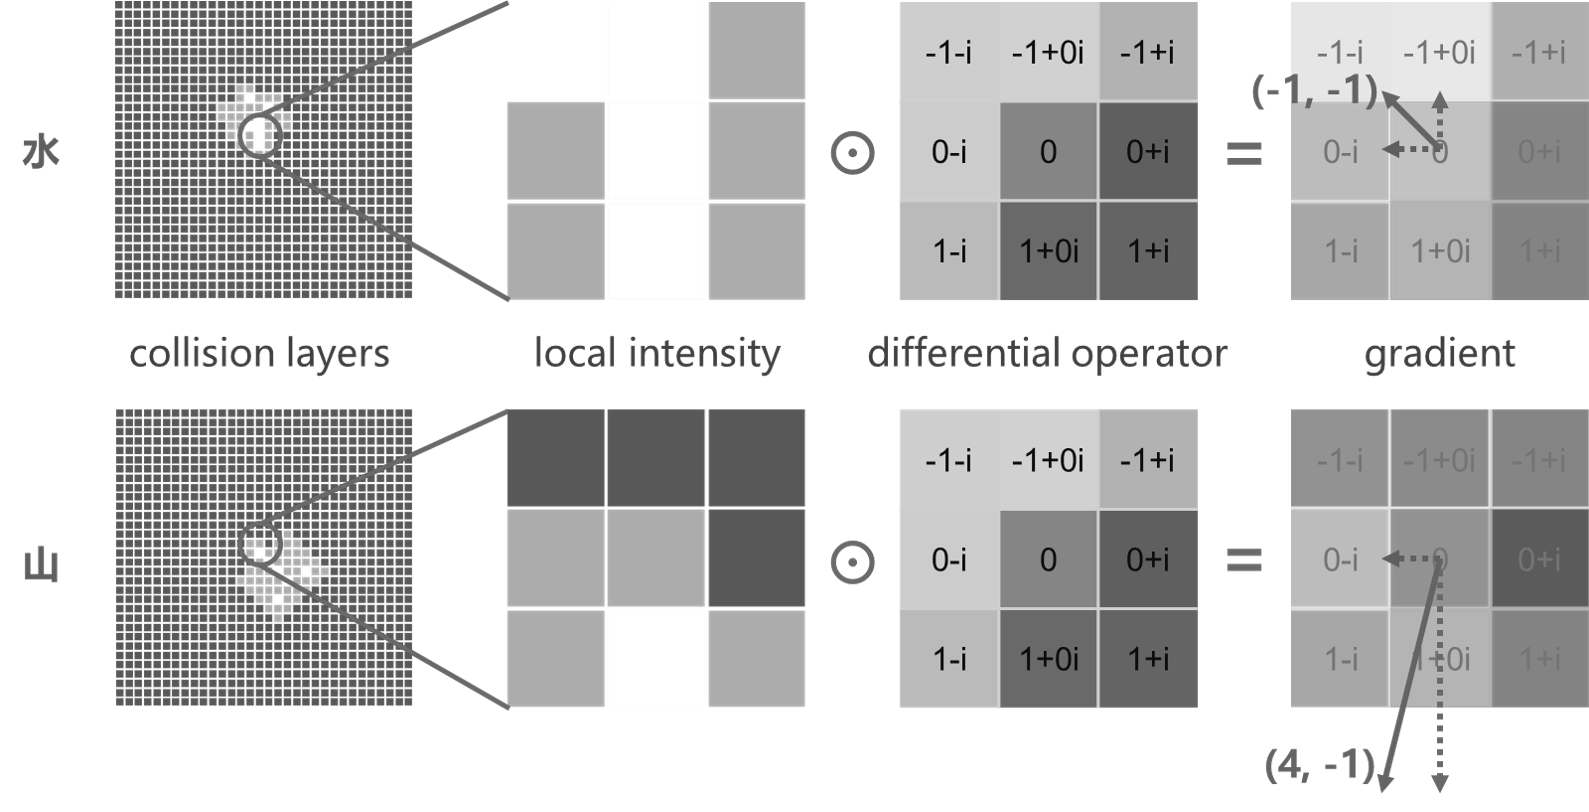 水
-1-i -1+0i -1+i
0-i 0 0+i
1-i 1+0i 1+i
=
-1-i -1+0i -1+i
(-1, -1)
0-i 0 0+i
1-i 1+0i 1+i
collision layers local intensity differential operator gradient
山
-1-i -1+0i -1+i
0-i 0 0+i
1-i 1+0i 1+i
=
-1-i -1+0i -1+i
0-i 0 0+i
1-i 1+0i 1+i
(4, -1)